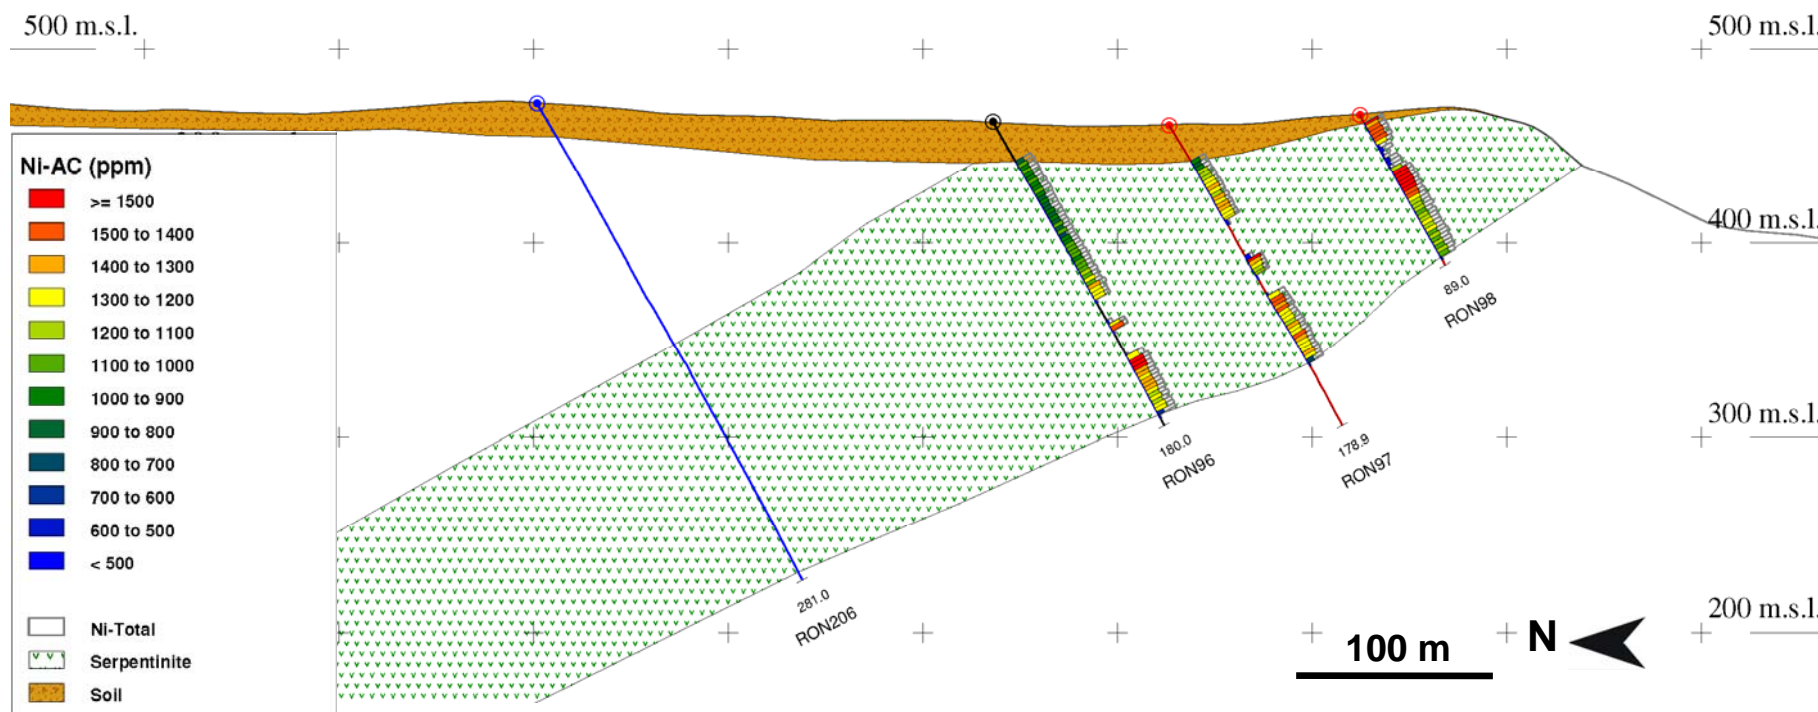 500 m.s.l.
500 m.s.l.
Ni-AC (ppm)
>= 1500
1500 to 1400
1400 to 1300
1300 to 1200
1200 to 1100
1100 to 1000
1000 to 900
900 to 800
800 to 700
700 to 600
600 to 500
< 500
Ni-Total
Serpentinite
Soil
400 m.s.l.
89.0
RON98
300 m.s.l.
180.0
RON96
178.9
RON97
281.0
RON206
200 m.s.l.
100 m
N